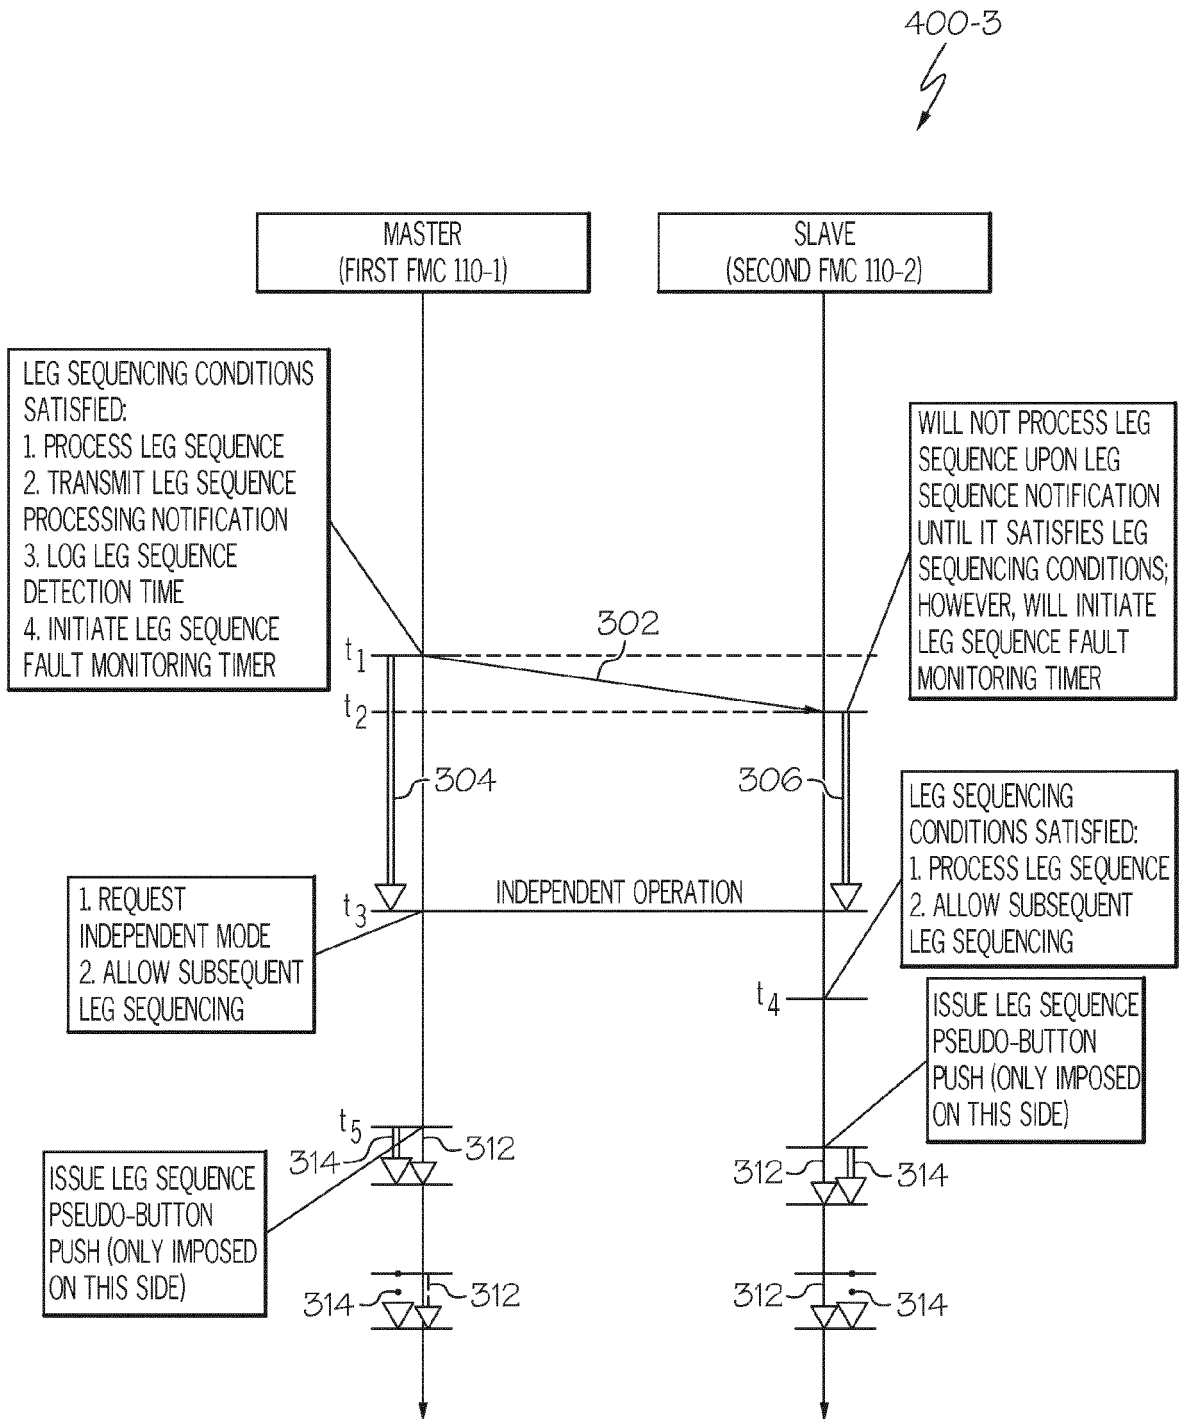 400-3
MASTER
(FIRST FMC 110-1)
SLAVE
(SECOND FMC 110-2)
LEG SEQUENCING CONDITIONS
SATISFIED:
1. PROCESS LEG SEQUENCE
2. TRANSMIT LEG SEQUENCE
PROCESSING NOTIFICATION
3. LOG LEG SEQUENCE
DETECTION TIME
4. INITIATE LEG SEQUENCE
FAULT MONITORING TIMER
WILL NOT PROCESS LEG
SEQUENCE UPON LEG
SEQUENCE NOTIFICATION
UNTIL IT SATISFIES LEG
SEQUENCING CONDITIONS;
HOWEVER, WILL INITIATE
LEG SEQUENCE FAULT
MONITORING TIMER
302
t1
t2
304
306
LEG SEQUENCING
CONDITIONS SATISFIED:
1. PROCESS LEG SEQUENCE
2. ALLOW SUBSEQUENT
LEG SEQUENCING
1. REQUEST
INDEPENDENT MODE
2. ALLOW SUBSEQUENT
LEG SEQUENCING
t3
INDEPENDENT OPERATION
t4
ISSUE LEG SEQUENCE
PSEUDO-BUTTON
PUSH (ONLY IMPOSED
ON THIS SIDE)
t5
314
312
312
314
ISSUE LEG SEQUENCE
PSEUDO-BUTTON
PUSH (ONLY IMPOSED
ON THIS SIDE)
314
312
312
314